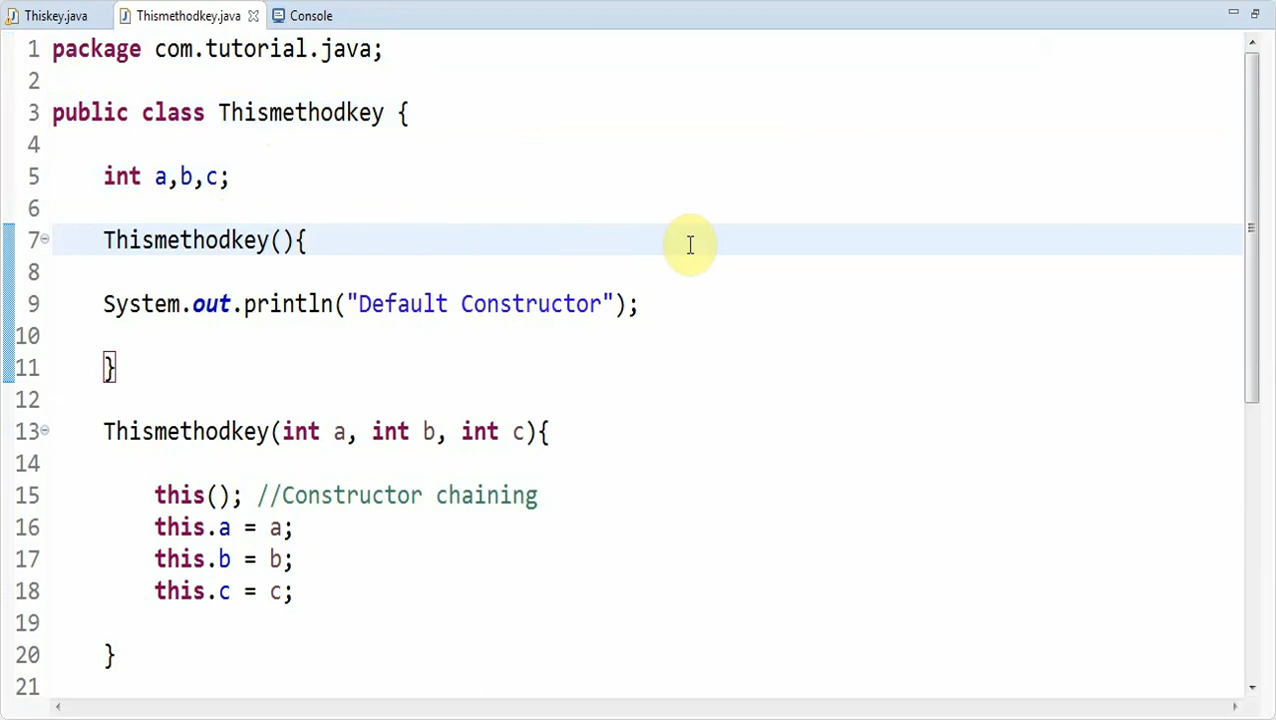 Thiskey.java Thismethodkey.java Console
1 package com.tutorial.java;
2
3 public class Thismethodkey {
4
5 int a,b,c;
6
7 Thismethodkey(){
8
9 System.out.println("Default Constructor");
10
11 }
12
13 Thismethodkey(int a, int b, int c){
14
15 this(); //Constructor chaining
16 this.a = a;
17 this.b = b;
18 this.c = c;
19
20 }
21